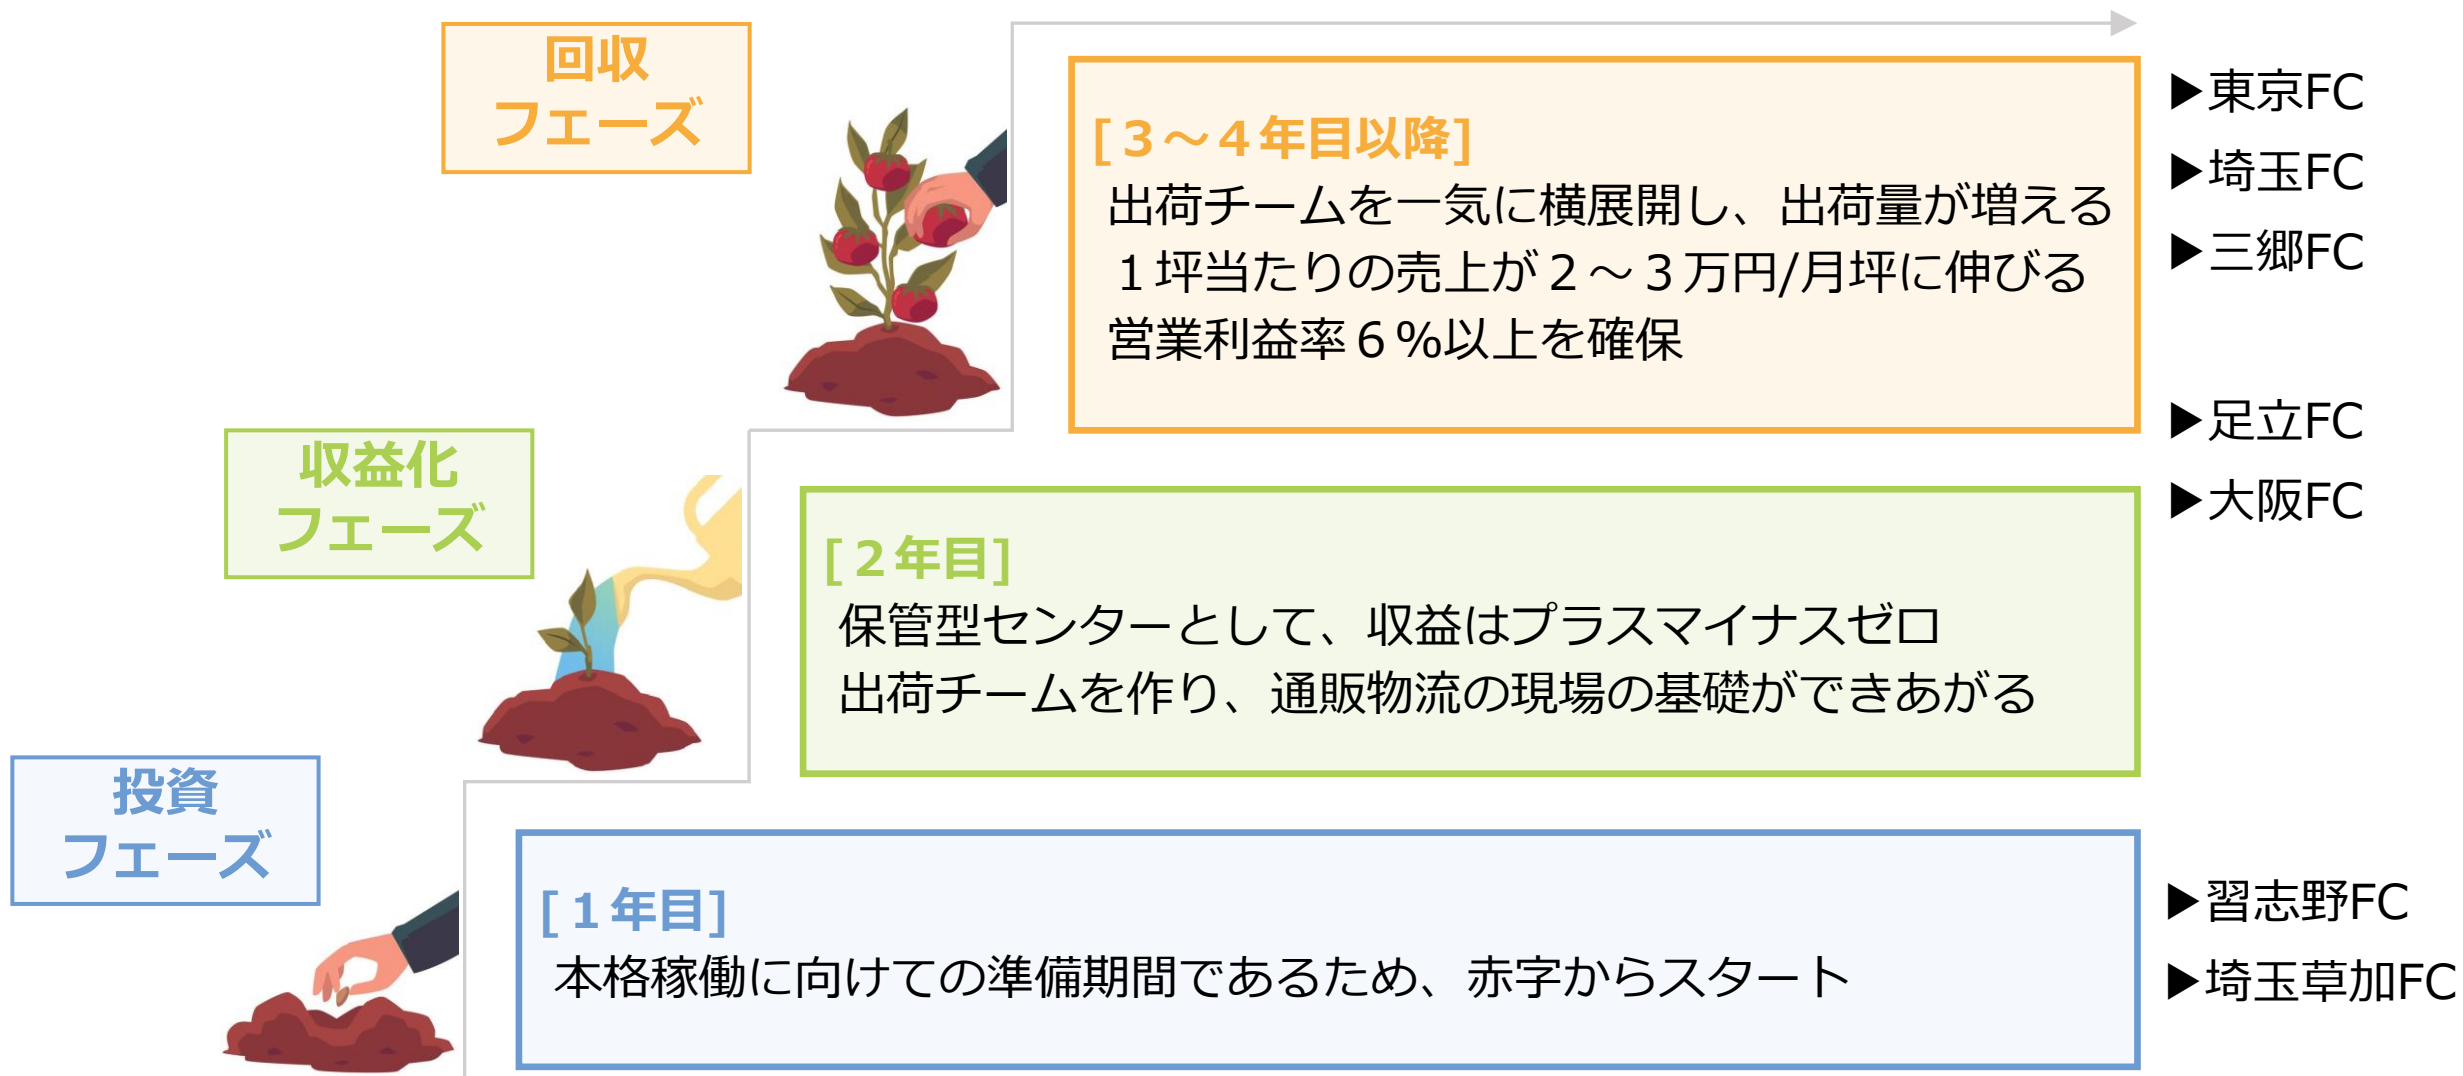 回収
フェーズ
[３～４年目以降]
出荷チームを一気に横展開し、出荷量が増える
１坪当たりの売上が２～３万円/月坪に伸びる
営業利益率６%以上を確保
▶東京FC
▶埼玉FC
▶三郷FC
▶足立FC
▶大阪FC
収益化
フェーズ
[２年目]
保管型センターとして、収益はプラスマイナスゼロ
出荷チームを作り、通販物流の現場の基礎ができあがる
投資
フェーズ
[１年目]
本格稼働に向けての準備期間であるため、赤字からスタート
▶習志野FC
▶埼玉草加FC